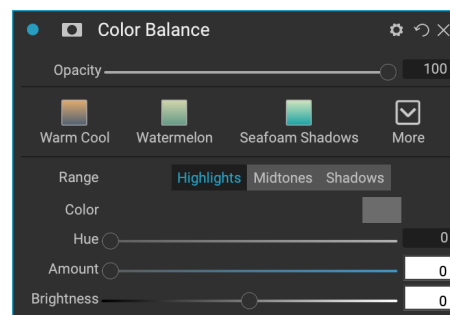 Color Balance
Opacity 100
Warm Cool Watermelon Seafoam Shadows More
Range Highlights Midtones Shadows
Color
Hue 0
Amount 0
Brightness 0